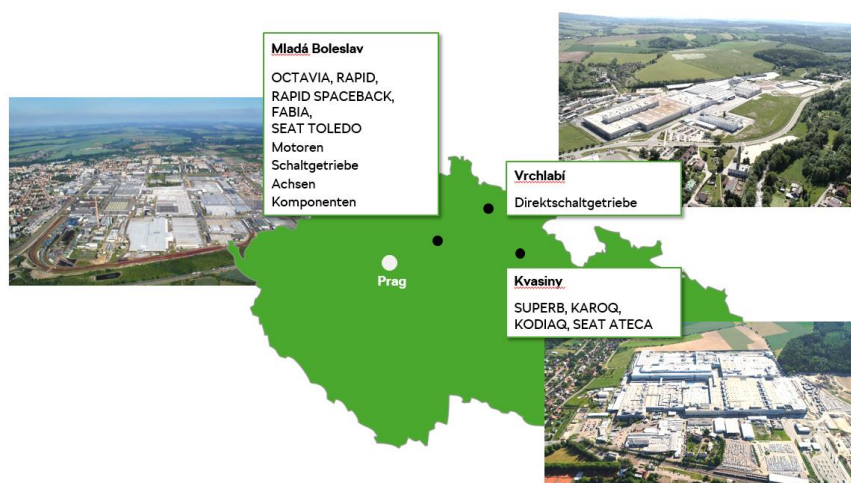 Mladá Boleslav
OCTAVIA, RAPID,
RAPID SPACEBACK,
FABIA,
SEAT TOLEDO
Motoren
Schaltgetriebe
Achsen
Komponenten
Vrchlabí
Direktschaltgetriebe
Prag
Kvasiny
SUPERB, KAROQ,
KODIAQ, SEAT ATECA